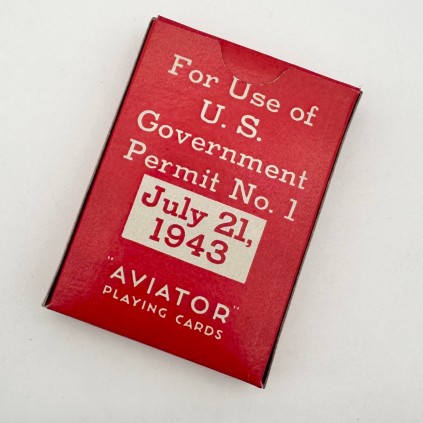 For Use of
U. S.
Government
Permit No. 1
July 21,
1943
"AVIATOR"
PLAYING CARDS